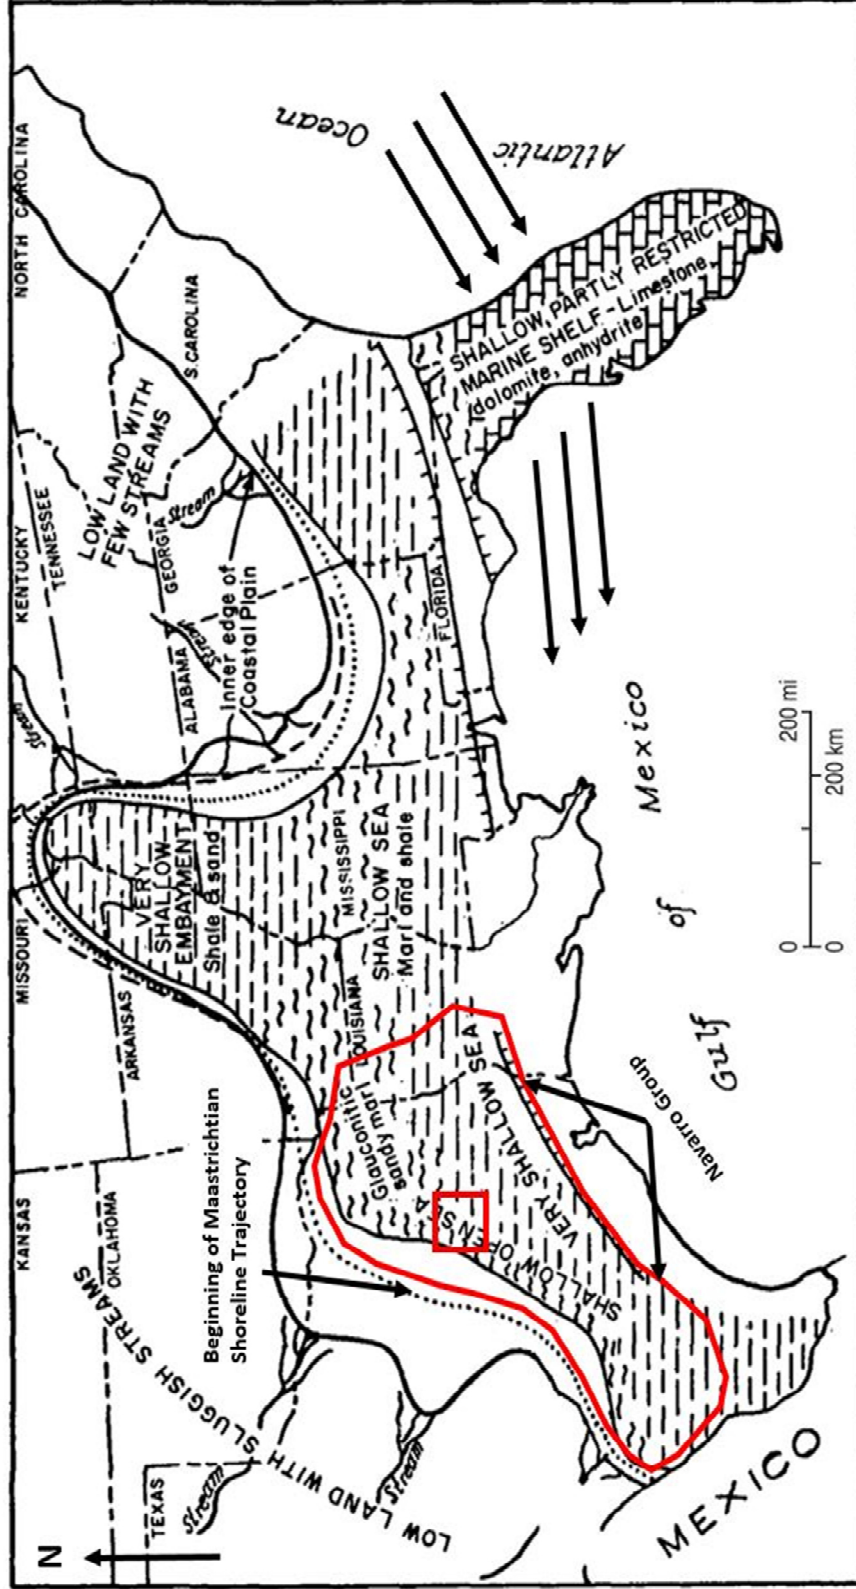 N
KANSAS
MISSOURI
KENTUCKY
TENNESSEE
NORTH CAROLINA
S. CAROLINA
TEXAS
OKLAHOMA
ARKANSAS
ALABAMA
GEORGIA
LOUISIANA
MISSISSIPPI
FLORIDA
LOW LAND WITH SLUGGISH STREAMS
LOW LAND WITH
FEW STREAMS
Stream
Stream
Stream
Stream
Stream
Beginning of Maastrichtian
Shoreline Trajectory
VERY
SHALLOW
EMBAYMENT
Shale & sand
Inner edge of
Coastal Plain
Glauconitic
sandy marl
SHALLOW SEA
Marl and shale
SHALLOW OPEN SEA
VERY SHALLOW SEA
Navarro Group
SHALLOW, PARTLY RESTRICTED
MARINE SHELF - Limestone,
dolomite, anhydrite
Atlantic
Ocean
Gulf of Mexico
MEXICO
0 200 mi
0 200 km